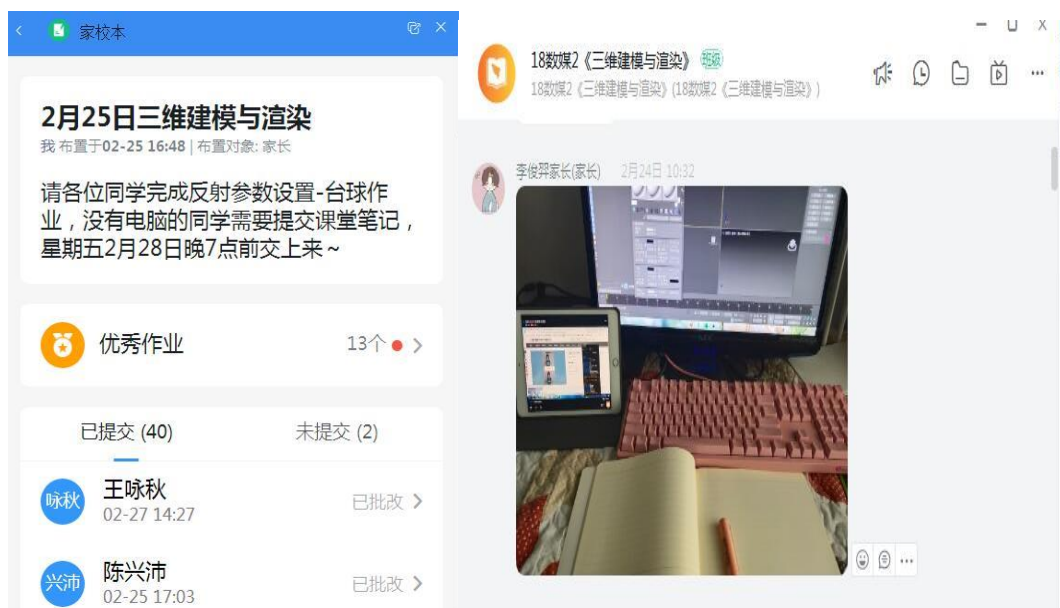 家校本
2月25日三维建模与渲染
我 布置于02-25 16:48 | 布置对象: 家长
请各位同学完成反射参数设置-台球作
业，没有电脑的同学需要提交课堂笔记，
星期五2月28日晚7点前交上来～
优秀作业
13个
已提交 (40)
未提交 (2)
咏秋
王咏秋
02-27 14:27
已批改
兴沛
陈兴沛
02-25 17:03
已批改
18数媒2《三维建模与渲染》 班级
18数媒2《三维建模与渲染》(18数媒2《三维建模与渲染》)
李俊羿家长(家长) 2月24日 10:32